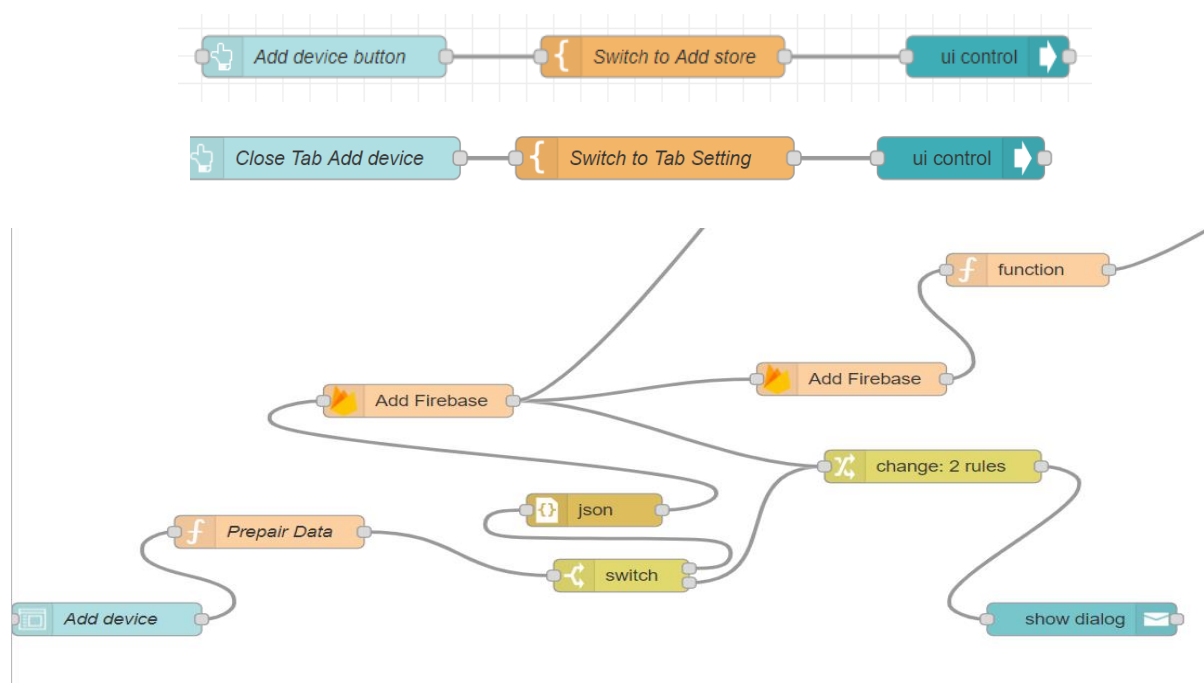 Add device button
Switch to Add store
ui control
Close Tab Add device
Switch to Tab Setting
ui control
function
Add Firebase
Add Firebase
change: 2 rules
json
Prepair Data
switch
Add device
show dialog